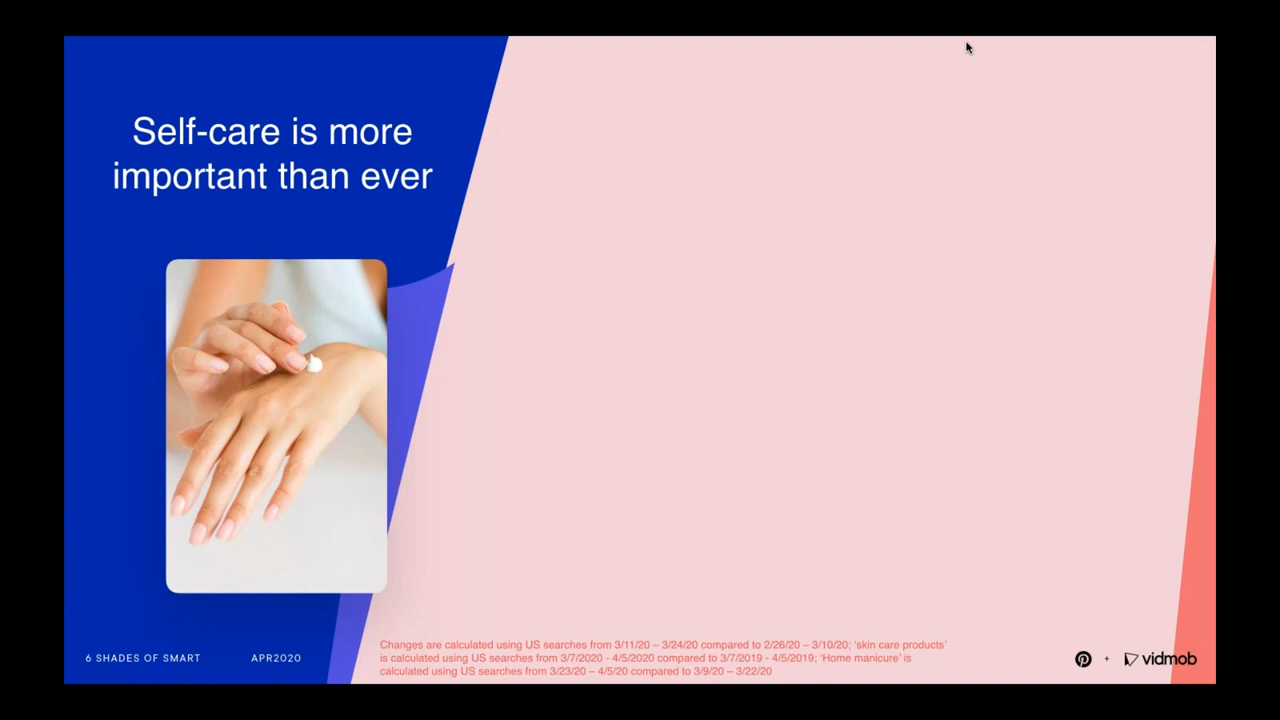 Self-care is more
important than ever
6 SHADES OF SMART
APR2020
Changes are calculated using US searches from 3/11/20 – 3/24/20 compared to 2/26/20 – 3/10/20; ‘skin care products’
is calculated using US searches from 3/7/2020 - 4/5/2020 compared to 3/7/2019 - 4/5/2019; ‘Home manicure’ is
calculated using US searches from 3/23/20 – 4/5/20 compared to 3/9/20 – 3/22/20
+
vidmob